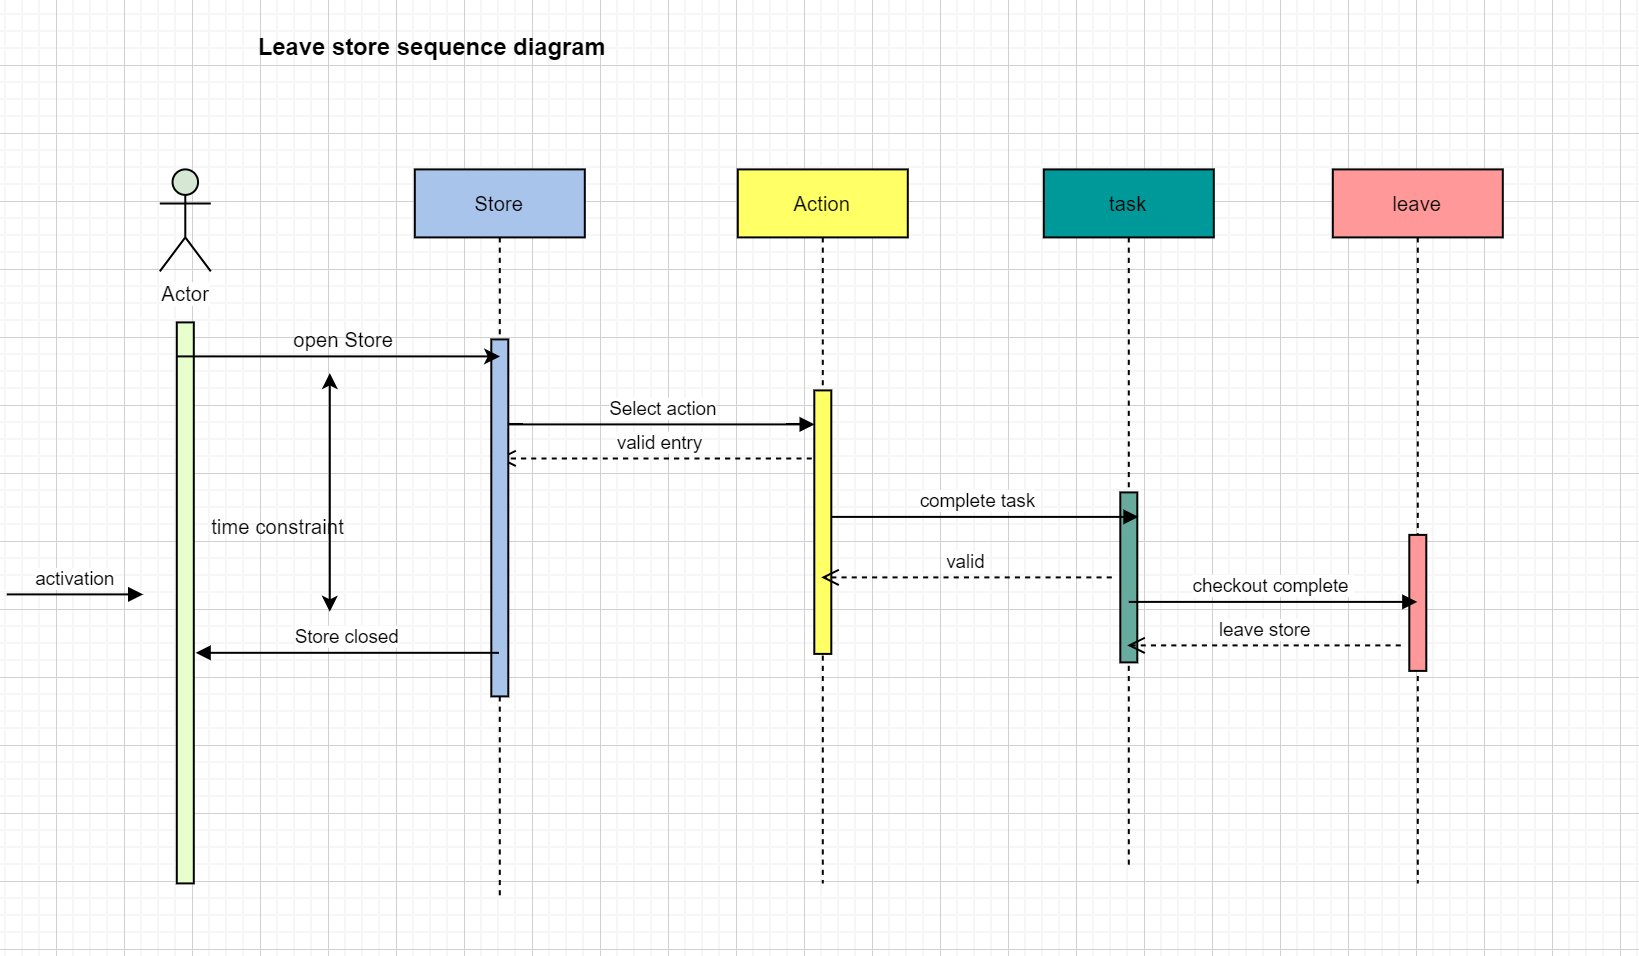 Leave store sequence diagram
Store
Action
task
leave
Actor
open Store
Select action
valid entry
complete task
time constraint
valid
activation
checkout complete
leave store
Store closed